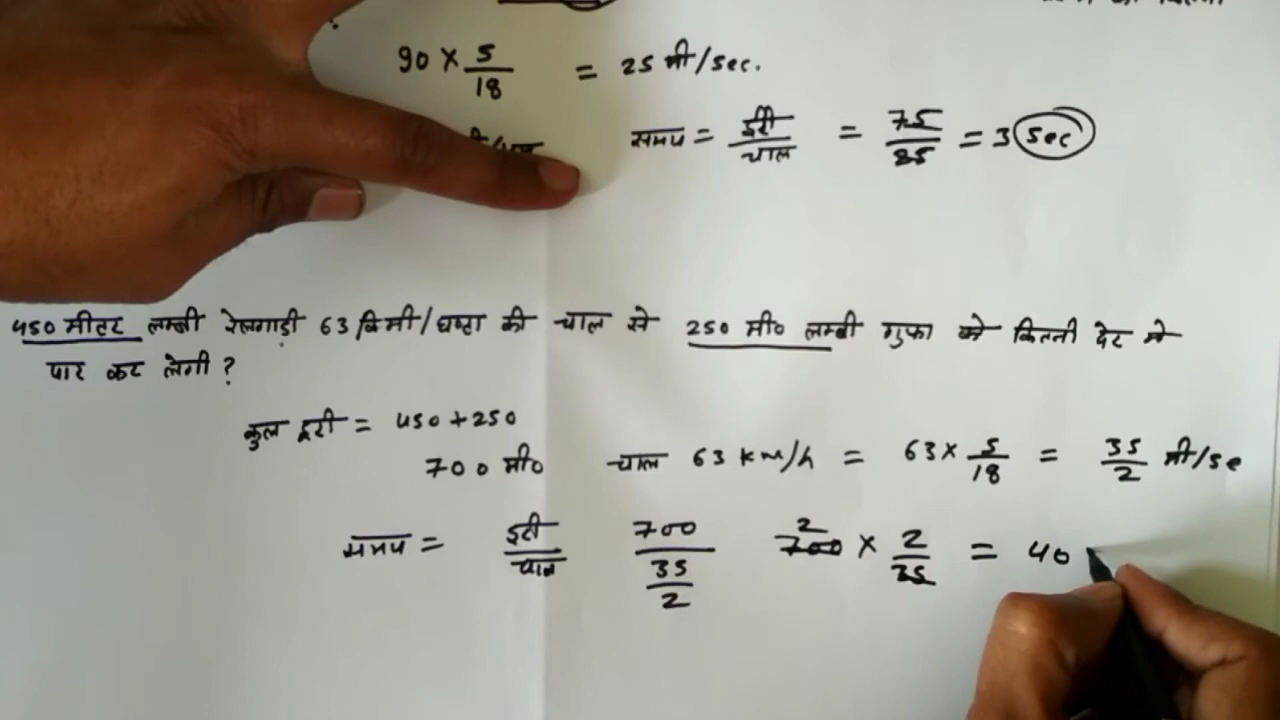 90 × 5/18 = 25 मी/sec.
समय = दूरी/चाल = 75/25 = 3 sec
450 मीटर लम्बी रेलगाड़ी 63 किमी/घण्टा की चाल से 250 मी० लम्बी गुफा को कितनी देर मे
पार कर लेगी ?
कुल दूरी = 450 + 250
700 मी० चाल 63 km/h = 63 × 5/18 = 35/2 मी/se
समय = दूरी/चाल 700/35/2 2 700 × 2/35 = 40